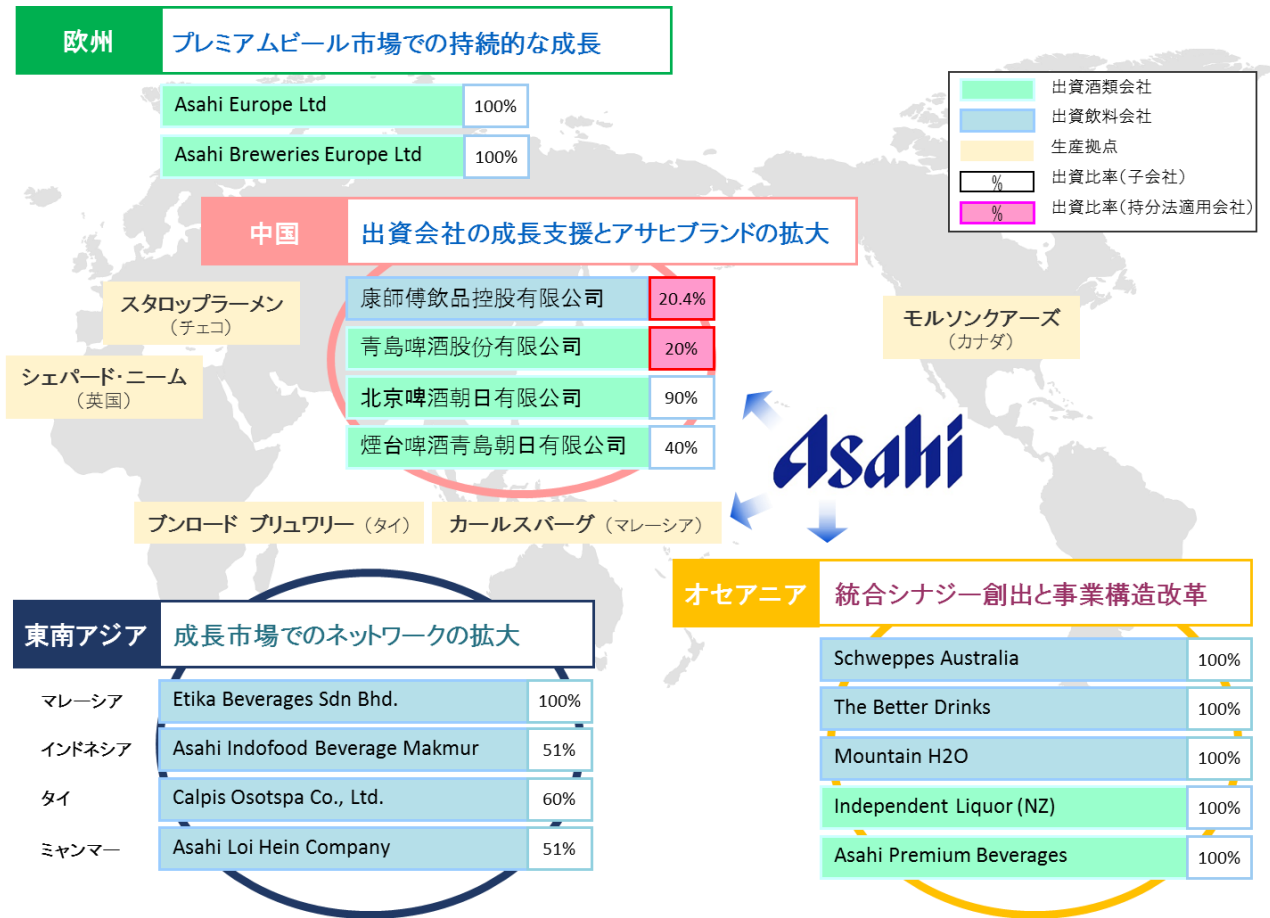 欧州 プレミアムビール市場での持続的な成長
Asahi Europe Ltd 100%
Asahi Breweries Europe Ltd 100%
出資酒類会社
出資飲料会社
生産拠点
% 出資比率(子会社)
% 出資比率(持分法適用会社)
中国 出資会社の成長支援とアサヒブランドの拡大
康師傅飲品控股有限公司 20.4%
青島啤酒股份有限公司 20%
北京啤酒朝日有限公司 90%
煙台啤酒青島朝日有限公司 40%
スタロップラーメン
(チェコ)
シェパード・ニーム
(英国)
モルソンクアーズ
(カナダ)
Asahi
ブンロード ブリュワリー (タイ)
カールスバーグ (マレーシア)
東南アジア 成長市場でのネットワークの拡大
マレーシア Etika Beverages Sdn Bhd. 100%
インドネシア Asahi Indofood Beverage Makmur 51%
タイ Calpis Osotspa Co., Ltd. 60%
ミャンマー Asahi Loi Hein Company 51%
オセアニア 統合シナジー創出と事業構造改革
Schweppes Australia 100%
The Better Drinks 100%
Mountain H2O 100%
Independent Liquor (NZ) 100%
Asahi Premium Beverages 100%